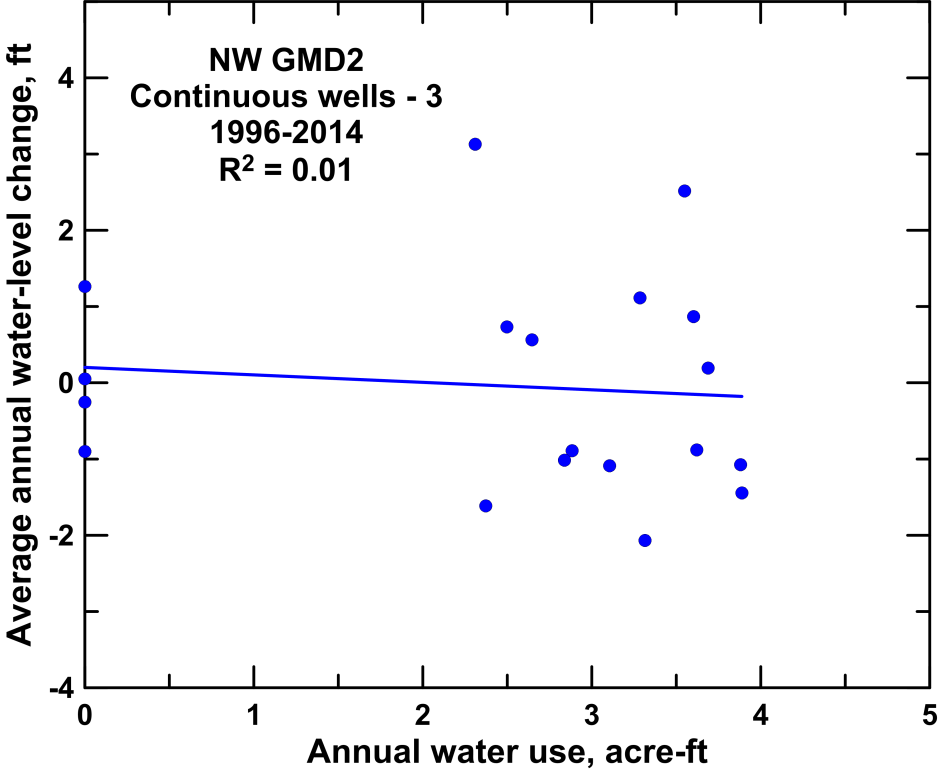 NW GMD2
Continuous wells - 3
1996-2014
R² = 0.01
Average annual water-level change, ft
4
2
0
-2
-4
0 1 2 3 4 5
Annual water use, acre-ft